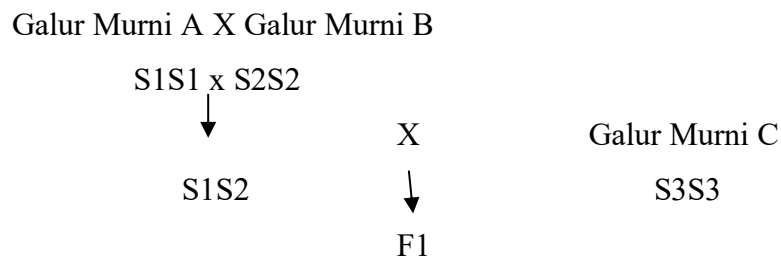 Galur Murni A X Galur Murni B
S1S1 x S2S2
X Galur Murni C
S1S2 S3S3
F1